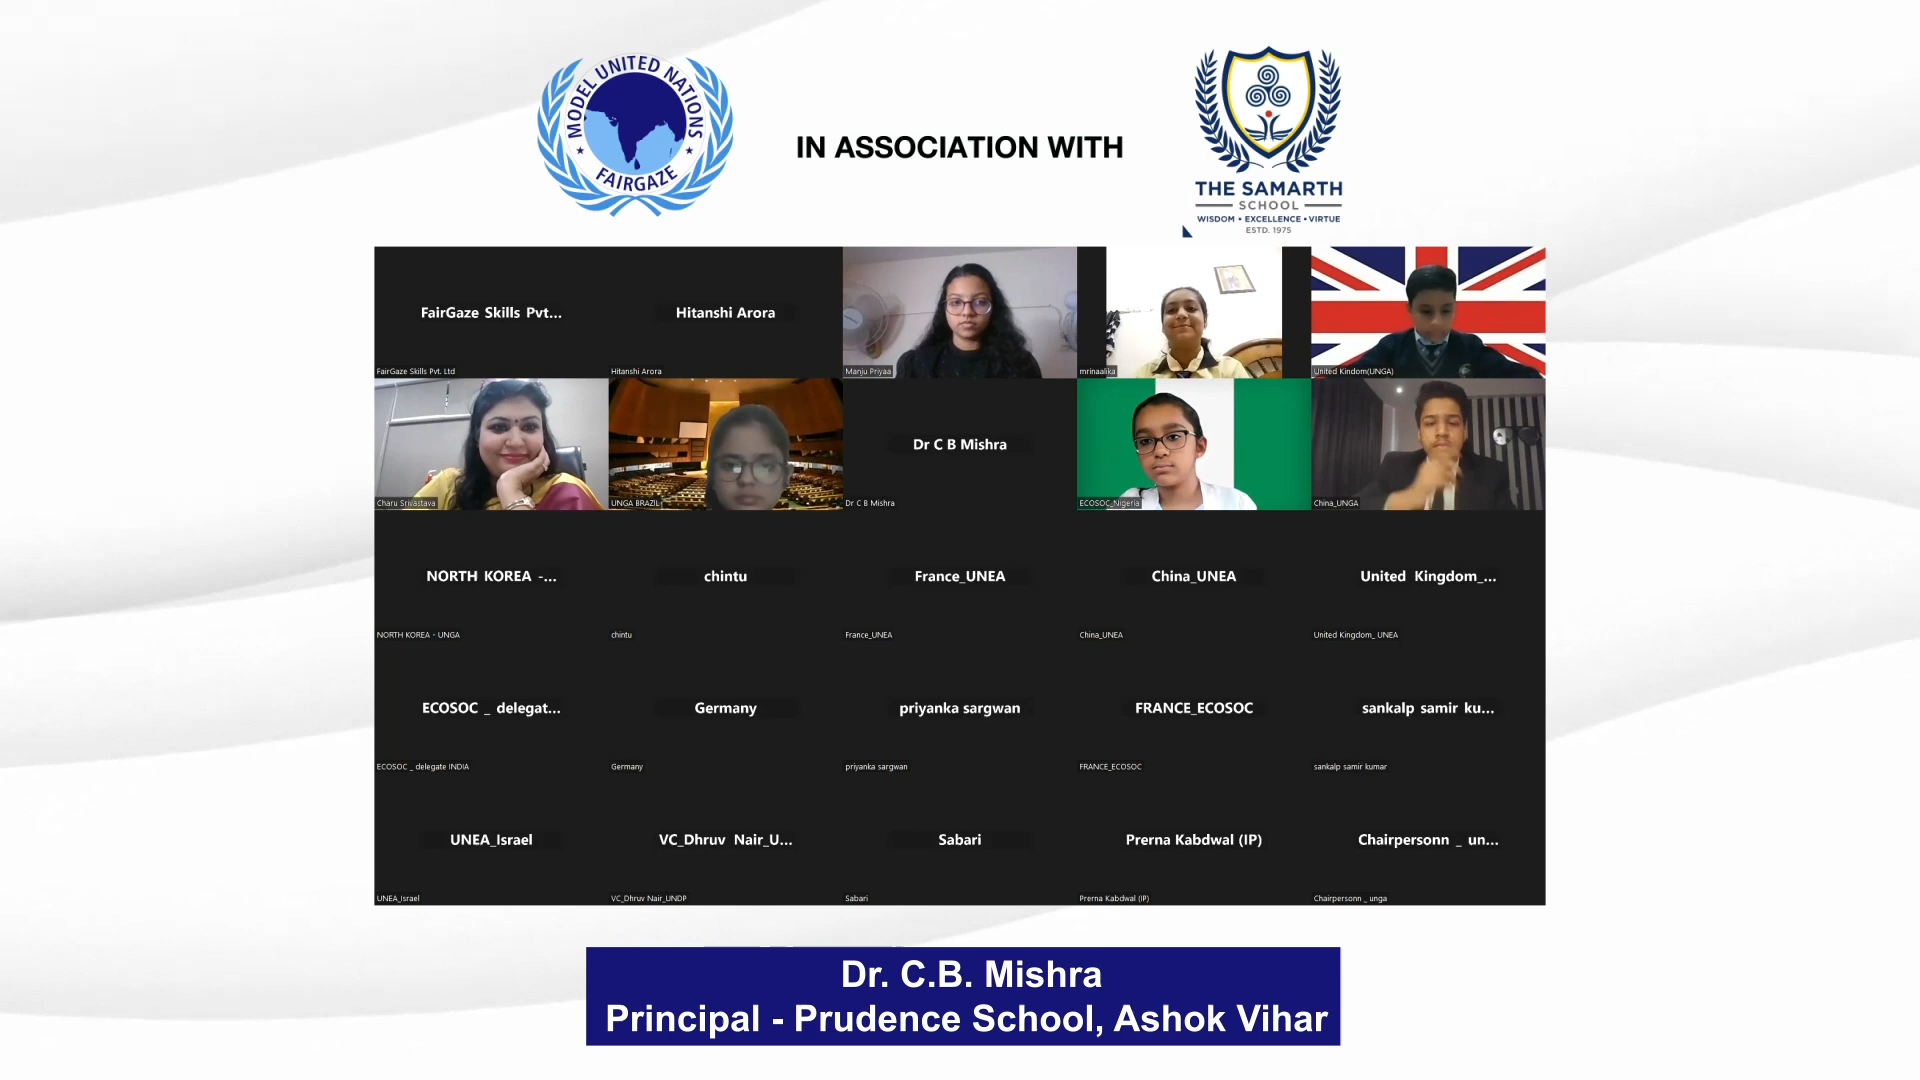 MODEL UNITED NATIONS
FAIRGAZE
IN ASSOCIATION WITH
THE SAMARTH
SCHOOL
WISDOM • EXCELLENCE • VIRTUE
ESTD. 1975
FairGaze Skills Pvt...
FairGaze Skills Pvt. Ltd
Hitanshi Arora
Hitanshi Arora
Manju Priyaa
mrinaalika
United Kindom(UNGA)
Charu Srivastava
UNGA BRAZIL
Dr C B Mishra
Dr C B Mishra
ECOSOC_Nigeria
China_UNGA
NORTH KOREA -...
NORTH KOREA - UNGA
chintu
chintu
France_UNEA
France_UNEA
China_UNEA
China_UNEA
United Kingdom_...
United Kingdom_ UNEA
ECOSOC _ delegat...
ECOSOC _ delegate INDIA
Germany
Germany
priyanka sargwan
priyanka sargwan
FRANCE_ECOSOC
FRANCE_ECOSOC
sankalp samir ku...
sankalp samir kumar
UNEA_Israel
UNEA_Israel
VC_Dhruv Nair_U...
VC_Dhruv Nair_UNDP
Sabari
Sabari
Prerna Kabdwal (IP)
Prerna Kabdwal (IP)
Chairpersonn _ un...
Chairpersonn _ unga
Dr. C.B. Mishra
Principal - Prudence School, Ashok Vihar